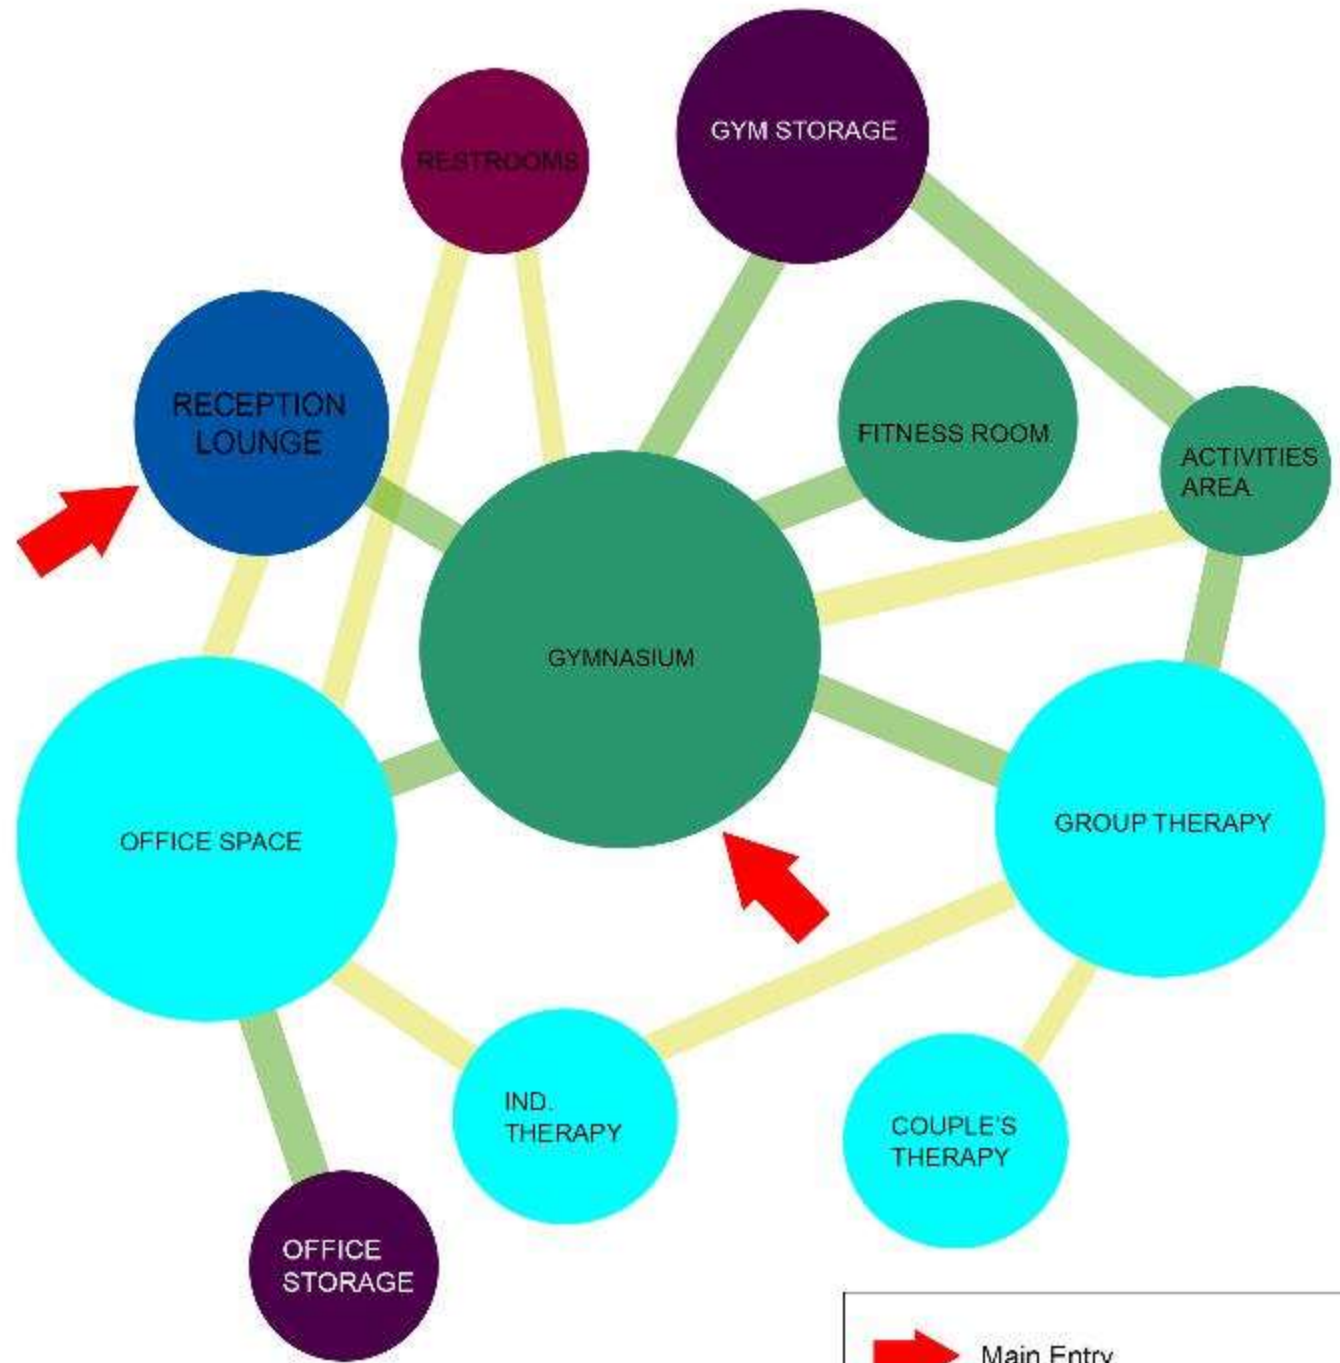 RESTROOMS
GYM STORAGE
RECEPTION
LOUNGE
FITNESS ROOM
ACTIVITIES
AREA
GYMNASIUM
OFFICE SPACE
GROUP THERAPY
IND.
THERAPY
COUPLE'S
THERAPY
OFFICE
STORAGE
Main Entry